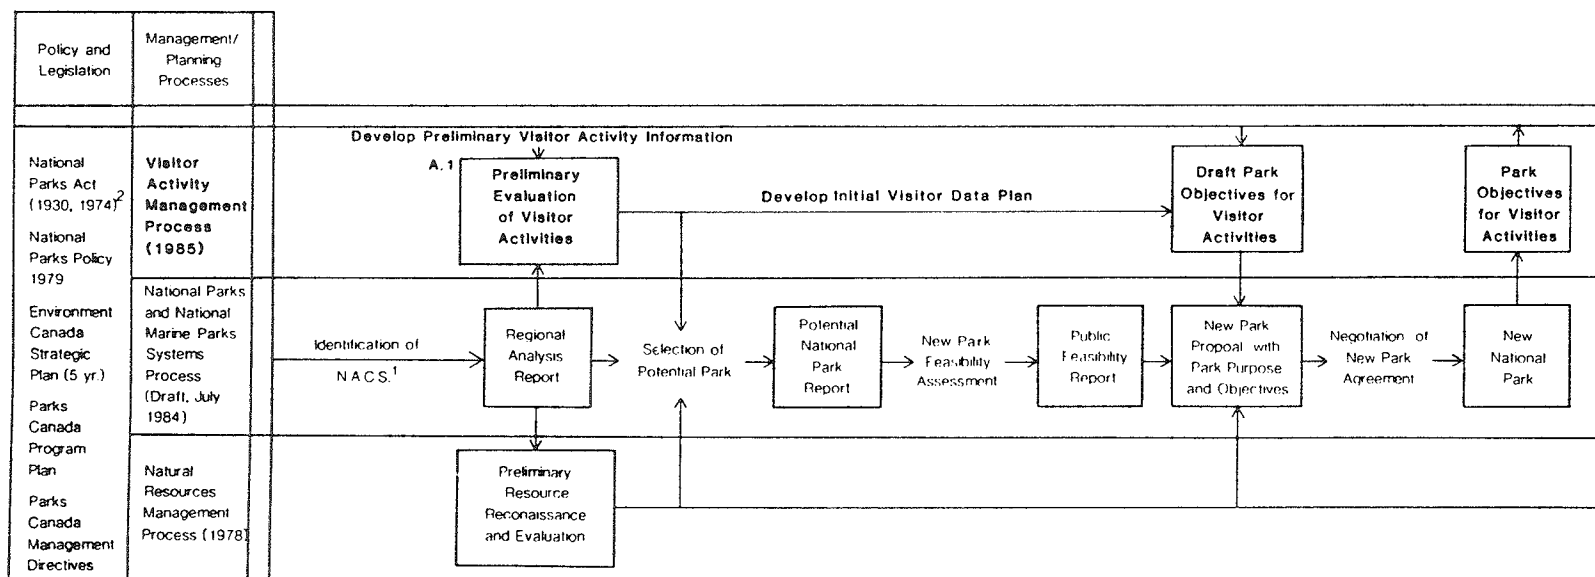 Policy and
Legislation
Management/
Planning
Processes
National
Parks Act
(1930, 1974)2
National
Parks Policy
1979
Environment
Canada
Strategic
Plan (5 yr.)
Parks
Canada
Program
Plan
Parks
Canada
Management
Directives
Visitor
Activity
Management
Process
(1985)
Develop Preliminary Visitor Activity Information
A.1
Preliminary
Evaluation
of Visitor
Activities
Develop Initial Visitor Data Plan
Draft Park
Objectives for
Visitor
Activities
Park
Objectives
for Visitor
Activities
National Parks
and National
Marine Parks
Systems
Process
(Draft, July
1984)
Identification of
N.A.C.S.1
Regional
Analysis
Report
Selection of
Potential Park
Potential
National
Park
Report
New Park
Feasibility
Assessment
Public
Feasibility
Report
New Park
Propoal with
Park Purpose
and Objectives
Negotiation of
New Park
Agreement
New
National
Park
Natural
Resources
Management
Process (1978)
Preliminary
Resource
Reconaissance
and Evaluation